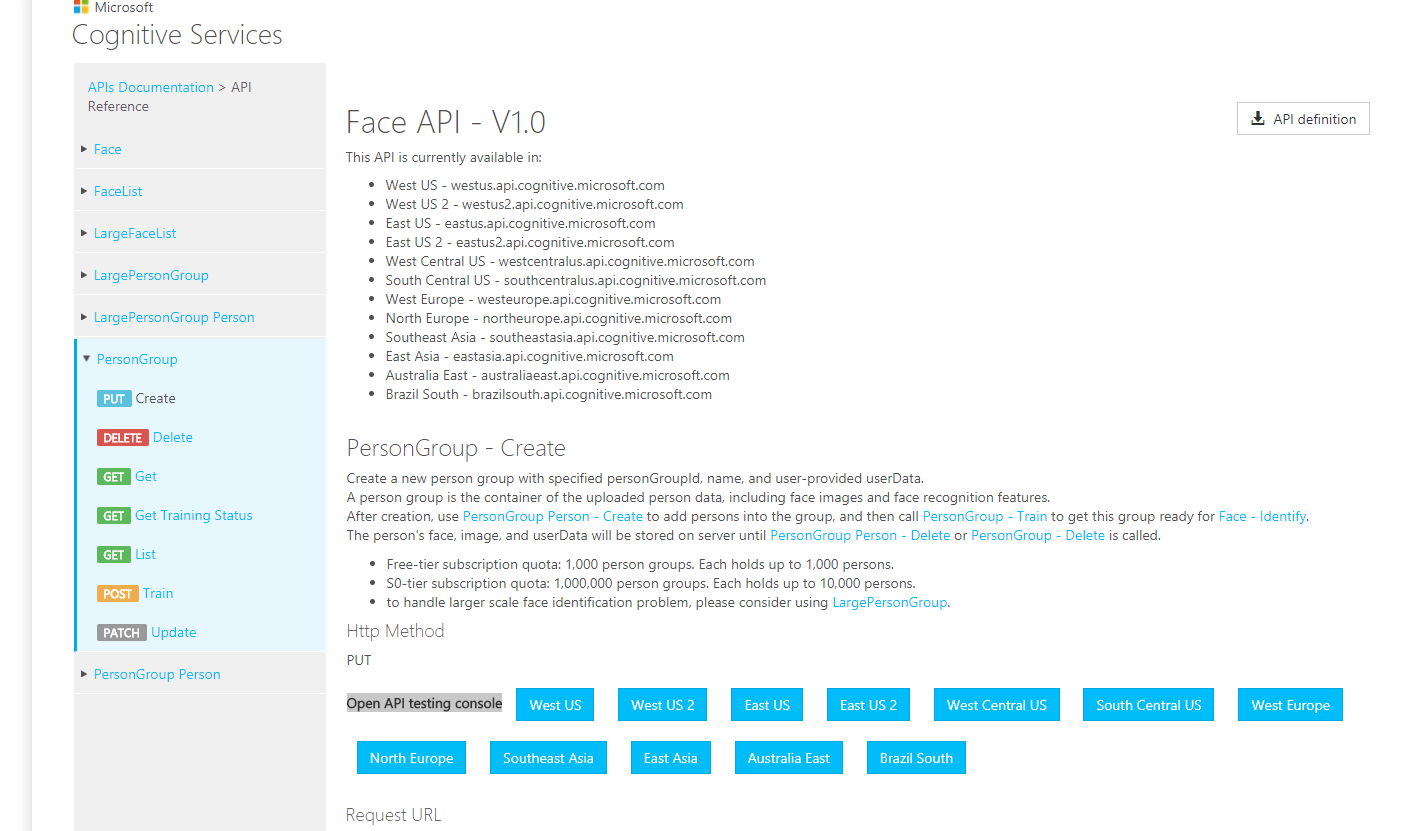 Microsoft
Cognitive Services
APIs Documentation > API
Reference
Face
FaceList
LargeFaceList
LargePersonGroup
LargePersonGroup Person
PersonGroup
PUT Create
DELETE Delete
GET Get
GET Get Training Status
GET List
POST Train
PATCH Update
PersonGroup Person
Face API - V1.0
API definition
This API is currently available in:
West US - westus.api.cognitive.microsoft.com
West US 2 - westus2.api.cognitive.microsoft.com
East US - eastus.api.cognitive.microsoft.com
East US 2 - eastus2.api.cognitive.microsoft.com
West Central US - westcentralus.api.cognitive.microsoft.com
South Central US - southcentralus.api.cognitive.microsoft.com
West Europe - westeurope.api.cognitive.microsoft.com
North Europe - northeurope.api.cognitive.microsoft.com
Southeast Asia - southeastasia.api.cognitive.microsoft.com
East Asia - eastasia.api.cognitive.microsoft.com
Australia East - australiaeast.api.cognitive.microsoft.com
Brazil South - brazilsouth.api.cognitive.microsoft.com
PersonGroup - Create
Create a new person group with specified personGroupId, name, and user-provided userData.
A person group is the container of the uploaded person data, including face images and face recognition features.
After creation, use PersonGroup Person - Create to add persons into the group, and then call PersonGroup - Train to get this group ready for Face - Identify.
The person's face, image, and userData will be stored on server until PersonGroup Person - Delete or PersonGroup - Delete is called.
Free-tier subscription quota: 1,000 person groups. Each holds up to 1,000 persons.
S0-tier subscription quota: 1,000,000 person groups. Each holds up to 10,000 persons.
to handle larger scale face identification problem, please consider using LargePersonGroup.
Http Method
PUT
Open API testing console West US West US 2 East US East US 2 West Central US South Central US West Europe
North Europe Southeast Asia East Asia Australia East Brazil South
Request URL